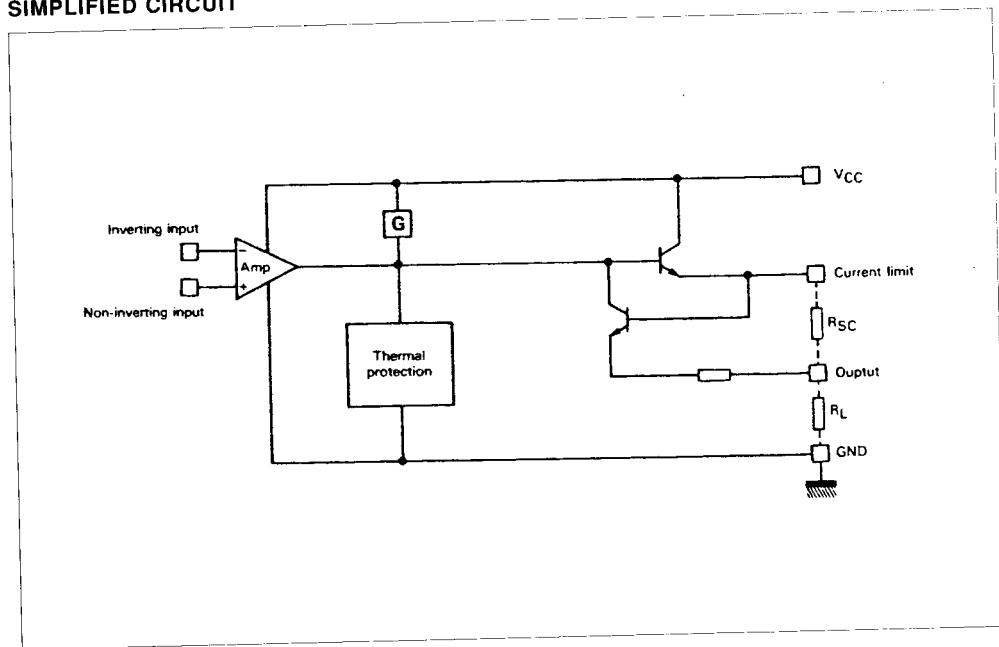 SIMPLIFIED CIRCUIT
VCC
G
Inverting input
−
Amp
+
Non-inverting input
Current limit
RSC
Thermal
protection
Ouptut
RL
GND